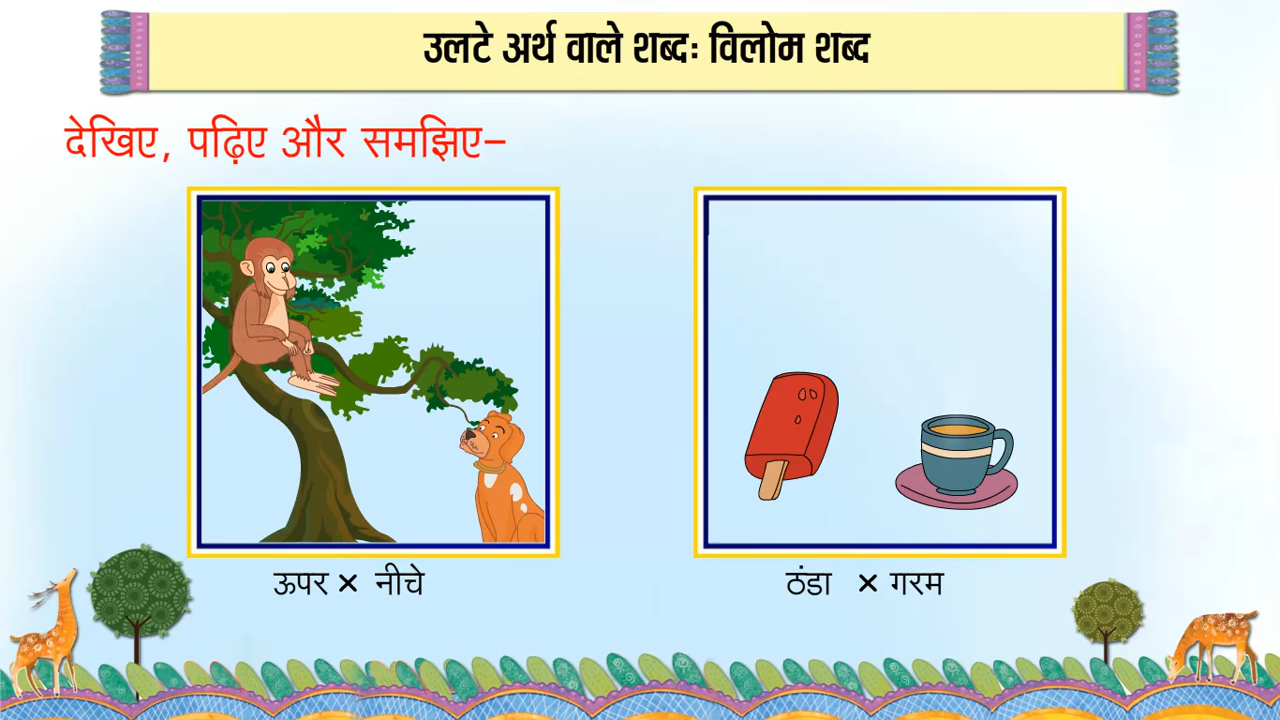 उलटे अर्थ वाले शब्दः विलोम शब्द
देखिए, पढ़िए और समझिए–
ऊपर × नीचे
ठंडा × गरम